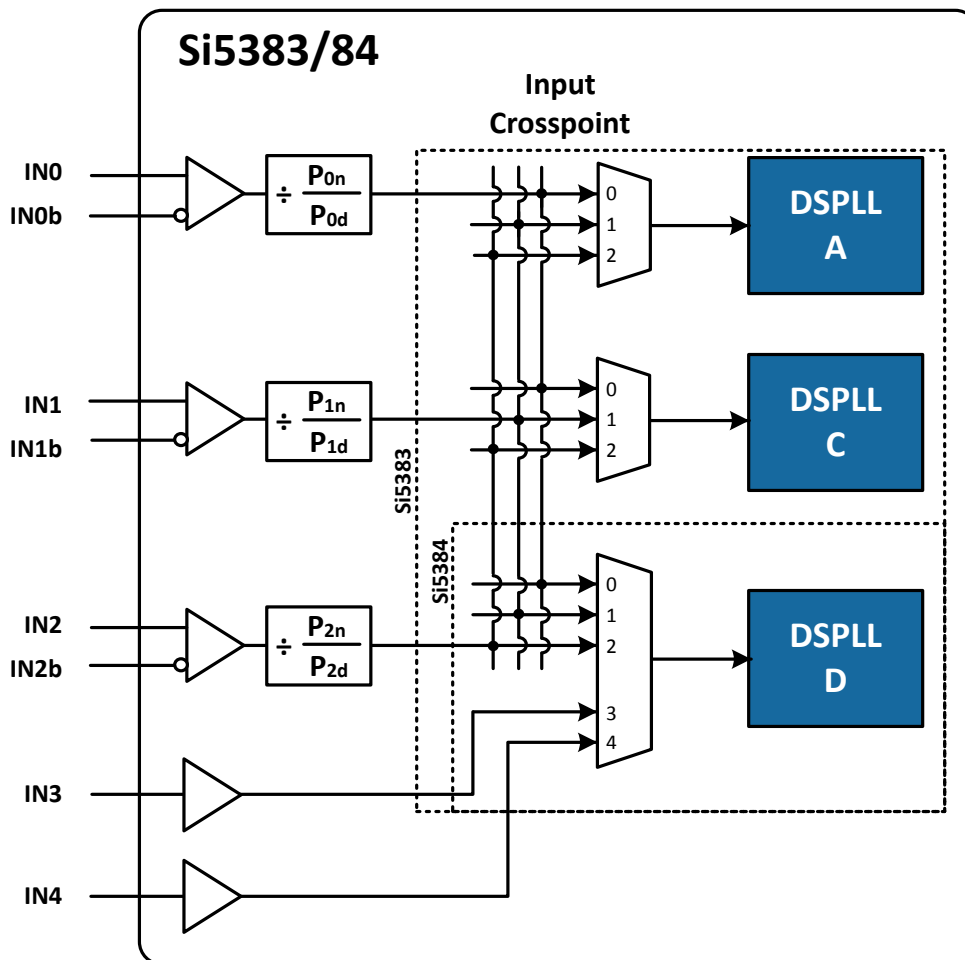 Si5383/84
Input
Crosspoint
IN0
IN0b
÷ P0n
P0d
0
1
2
DSPLL
A
IN1
IN1b
÷ P1n
P1d
0
1
2
DSPLL
C
Si5383
Si5384
IN2
IN2b
÷ P2n
P2d
0
1
2
3
4
DSPLL
D
IN3
IN4